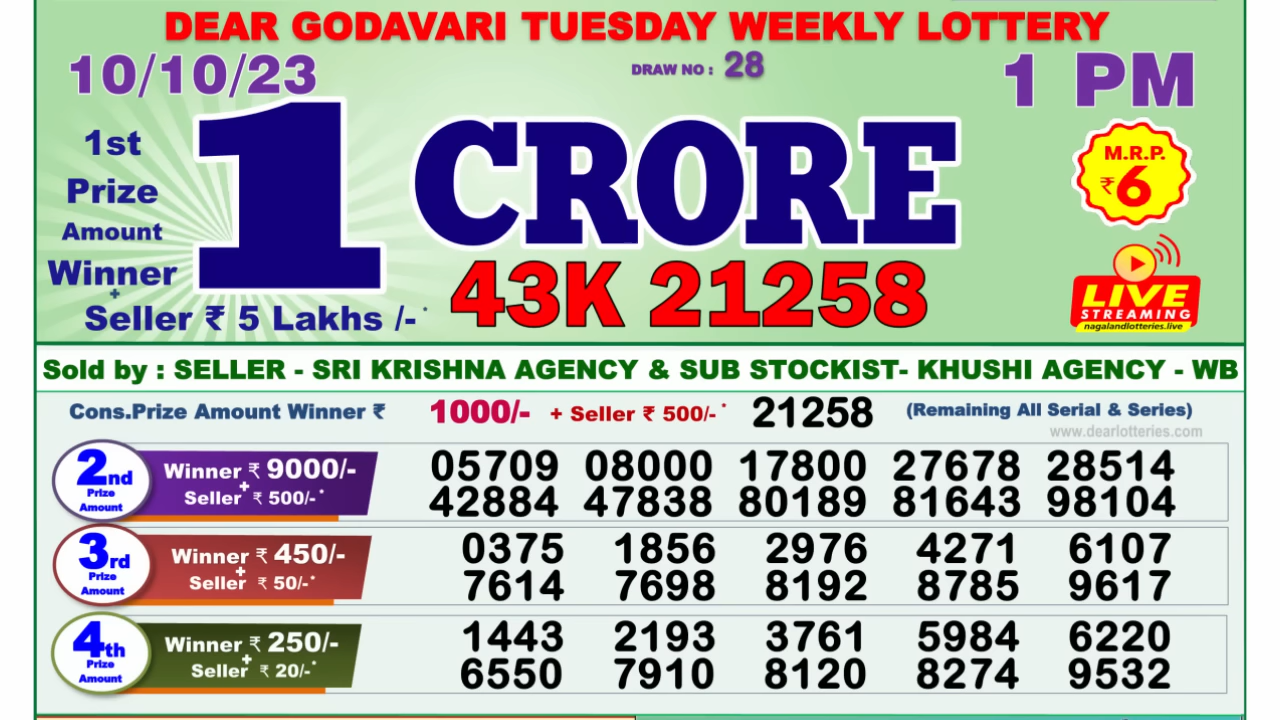 DEAR GODAVARI TUESDAY WEEKLY LOTTERY
10/10/23
DRAW NO : 28
1 PM
1st
Prize
Amount
Winner
+
Seller ₹ 5 Lakhs /- *
1 CRORE
43K 21258
M.R.P.
₹6
LIVE
STREAMING
nagalandlotteries.live
Sold by : SELLER - SRI KRISHNA AGENCY & SUB STOCKIST- KHUSHI AGENCY - WB
Cons.Prize Amount Winner ₹ 1000/- + Seller ₹ 500/- * 21258 (Remaining All Serial & Series)
www.dearlotteries.com
2nd
Prize
Amount
Winner ₹ 9000/-
+
Seller ₹ 500/- *
05709 08000 17800 27678 28514
42884 47838 80189 81643 98104
3rd
Prize
Amount
Winner ₹ 450/-
+
Seller ₹ 50/- *
0375 1856 2976 4271 6107
7614 7698 8192 8785 9617
4th
Prize
Amount
Winner ₹ 250/-
+
Seller ₹ 20/- *
1443 2193 3761 5984 6220
6550 7910 8120 8274 9532